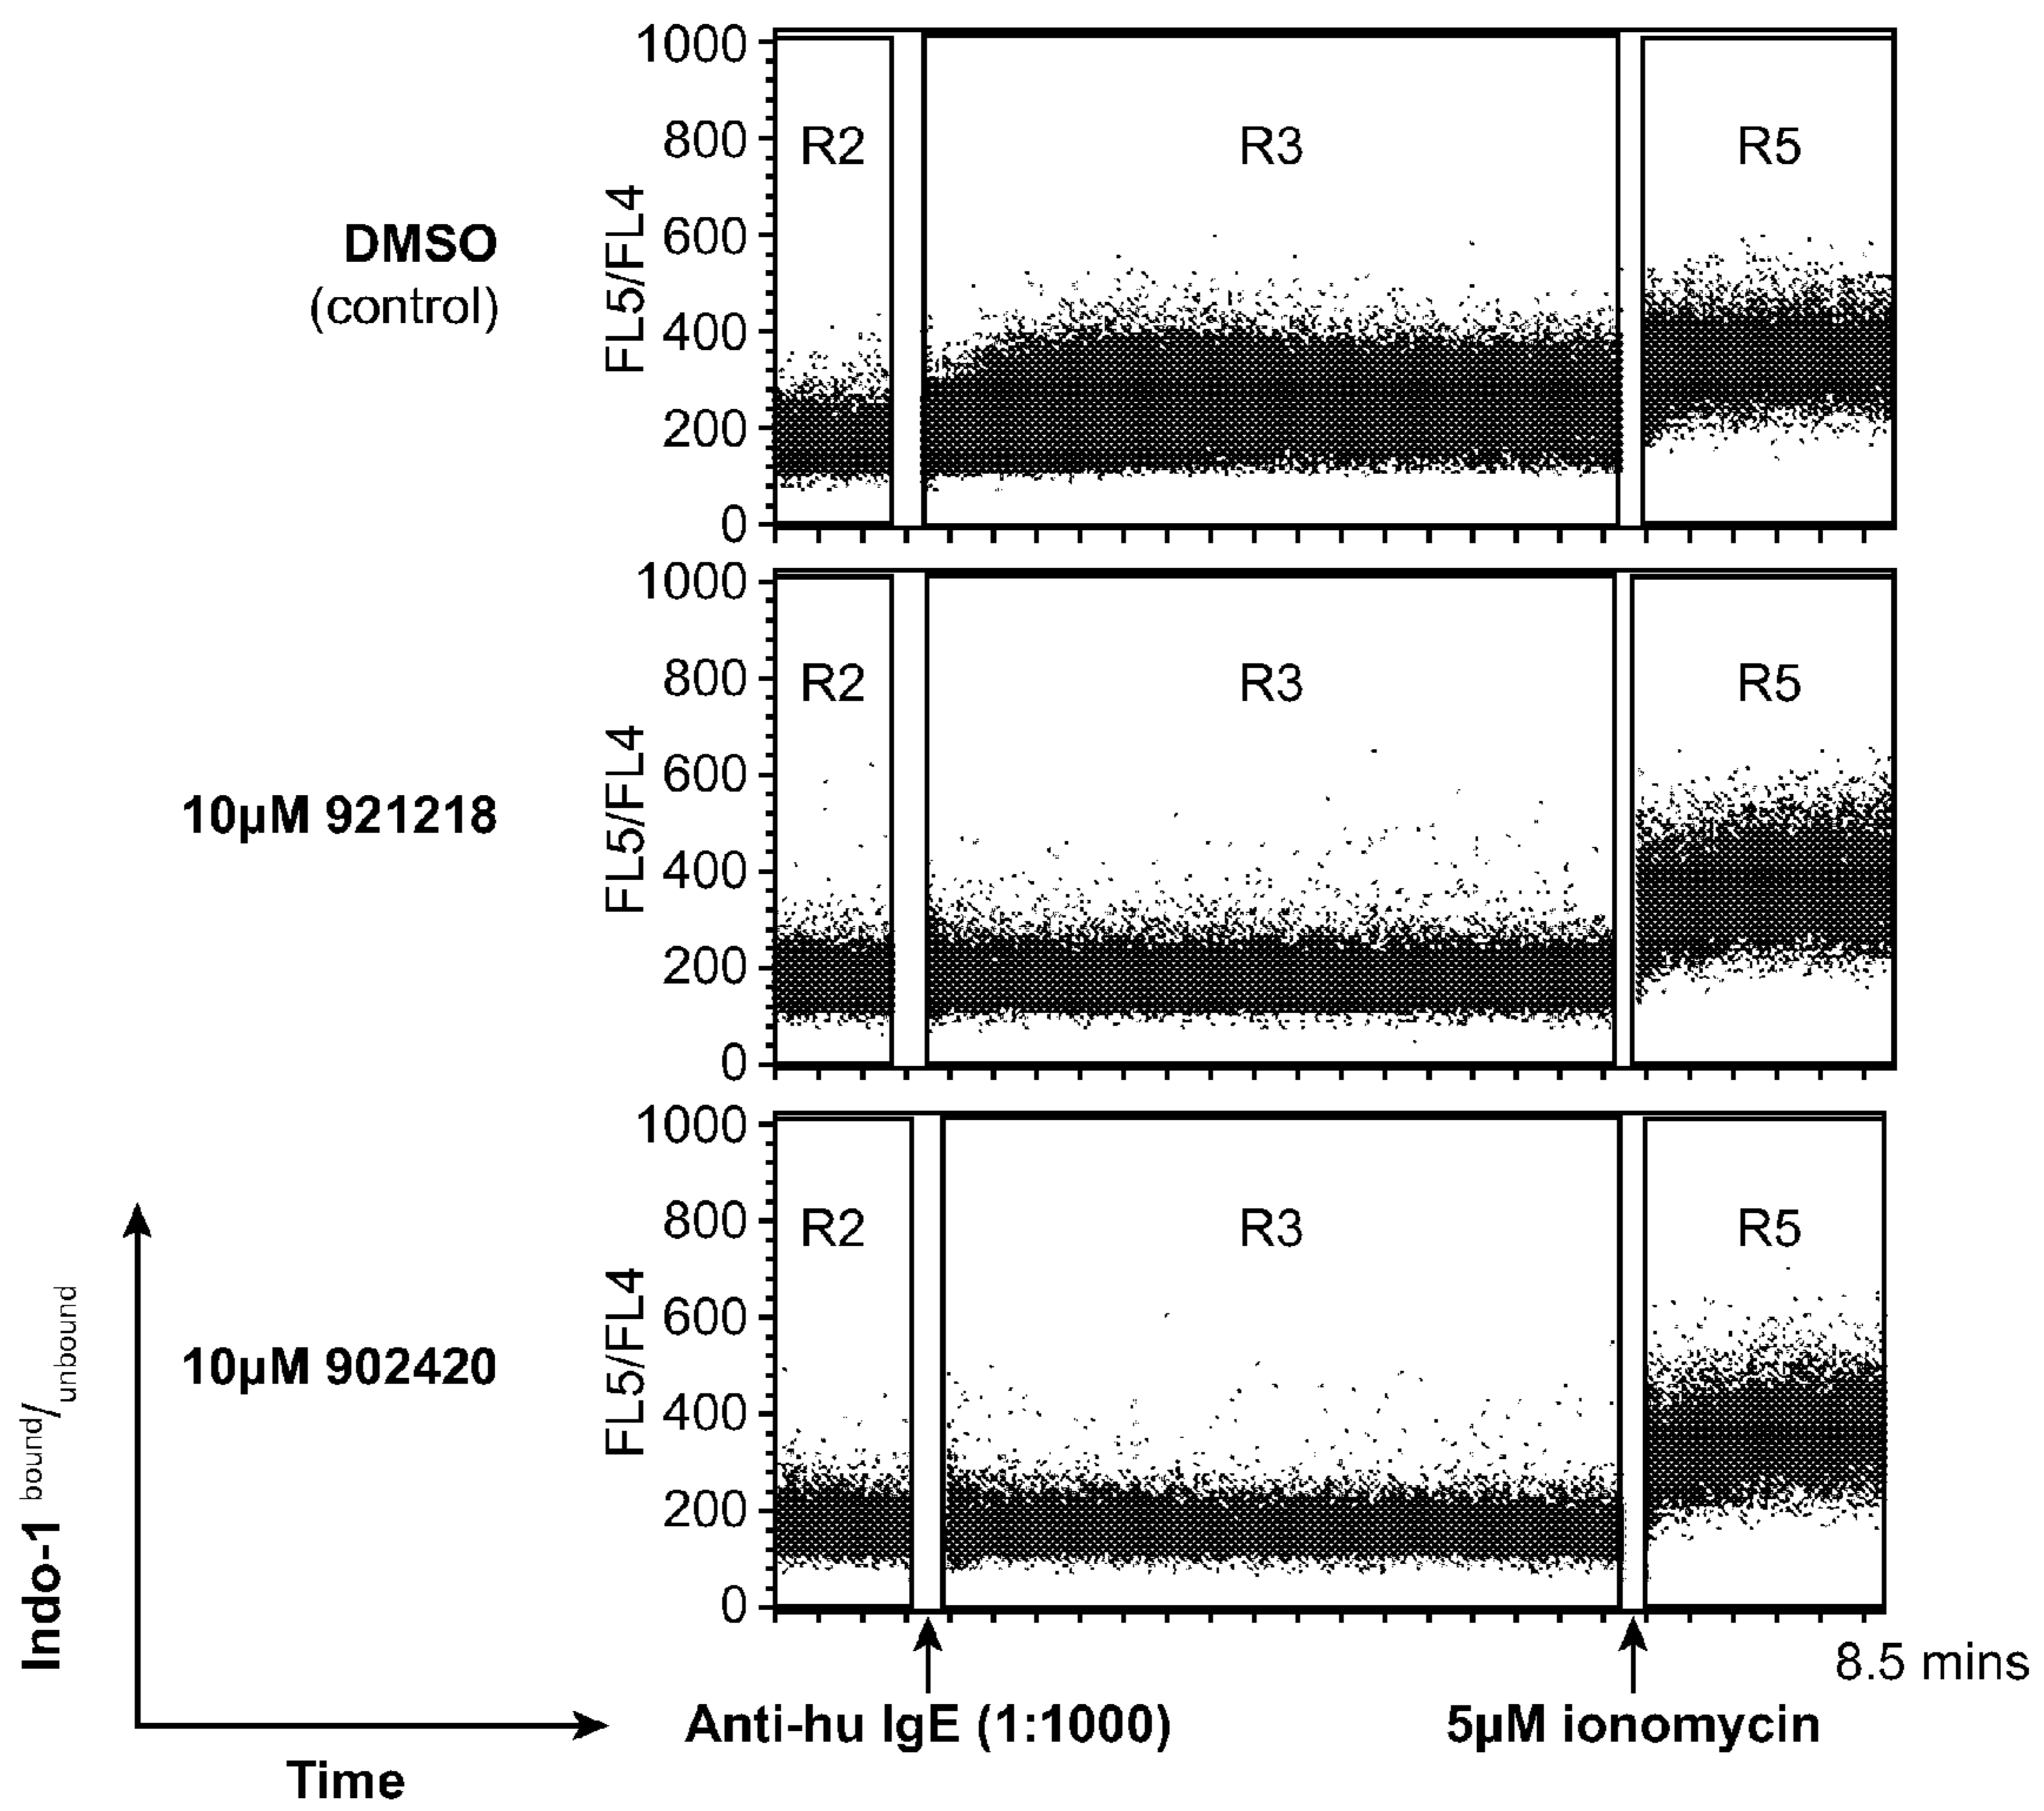 DMSO
(control)
FL5/FL4
1000
800
600
400
200
0
R2
R3
R5
10µM 921218
FL5/FL4
1000
800
600
400
200
0
R2
R3
R5
10µM 902420
FL5/FL4
1000
800
600
400
200
0
R2
R3
R5
8.5 mins
Indo-1 bound/unbound
Time
Anti-hu IgE (1:1000)
5µM ionomycin